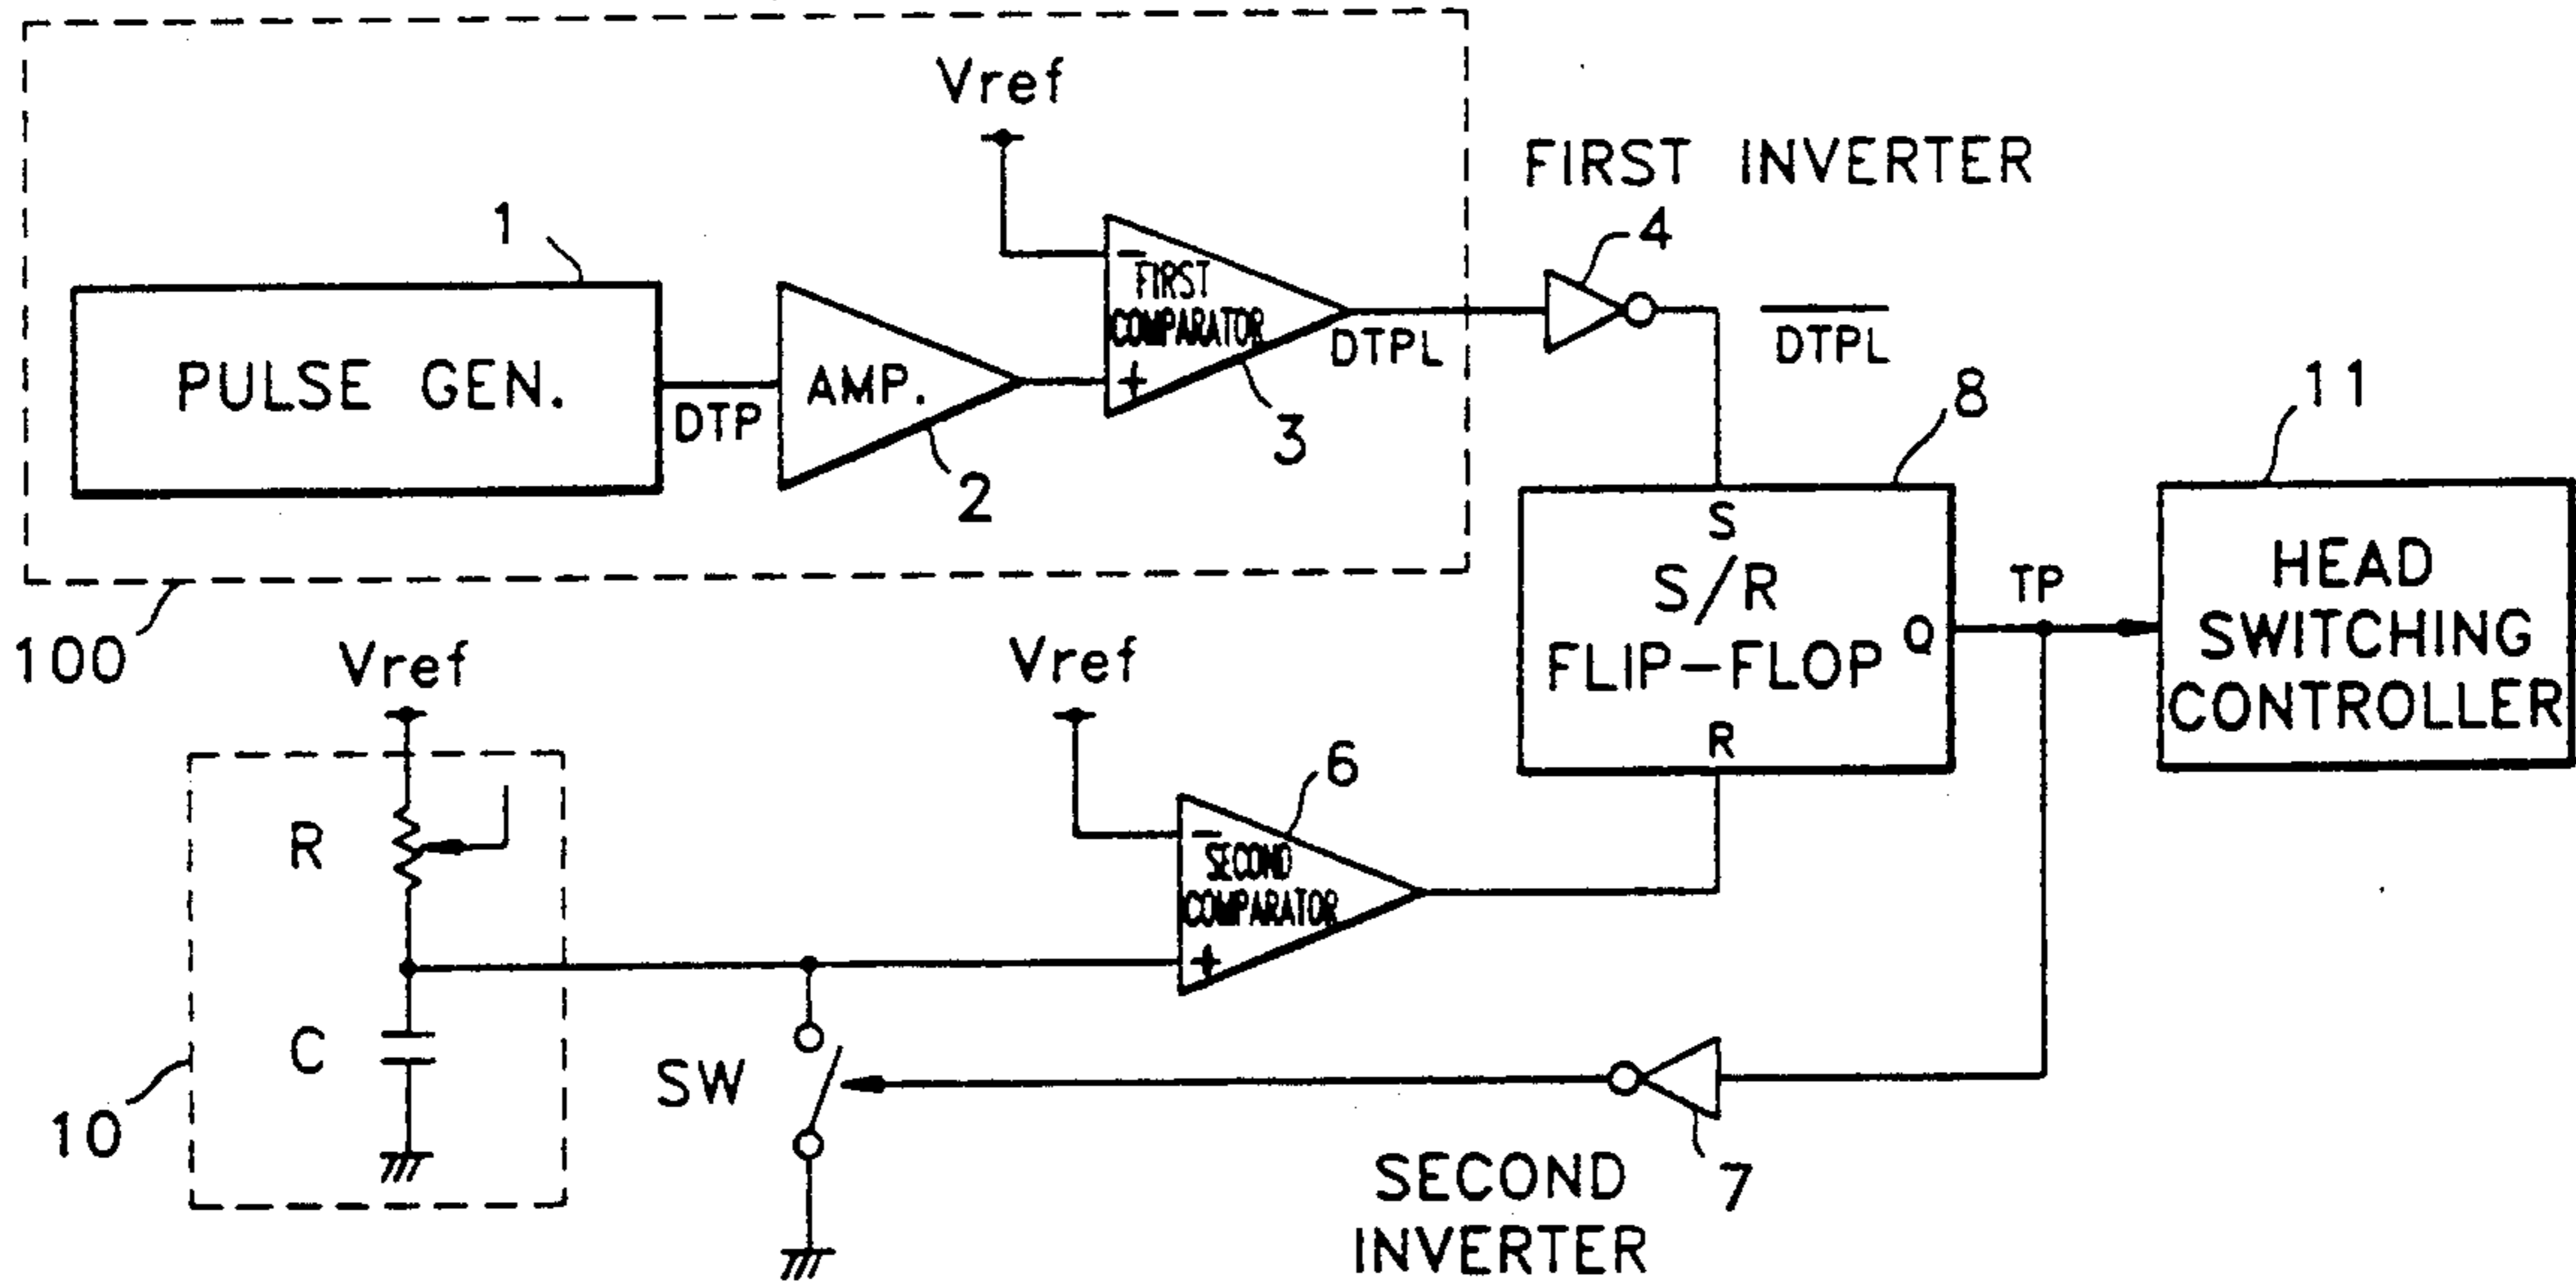 Vref
FIRST INVERTER
1
4
PULSE GEN.
DTP
AMP.
2
−
FIRST
COMPARATOR
+
3
DTPL
D̅T̅P̅L̅
8
11
S
S/R
FLIP-FLOP
Q
R
TP
HEAD
SWITCHING
CONTROLLER
100
Vref
Vref
R
C
10
6
−
SECOND
COMPARATOR
+
SW
7
SECOND
INVERTER